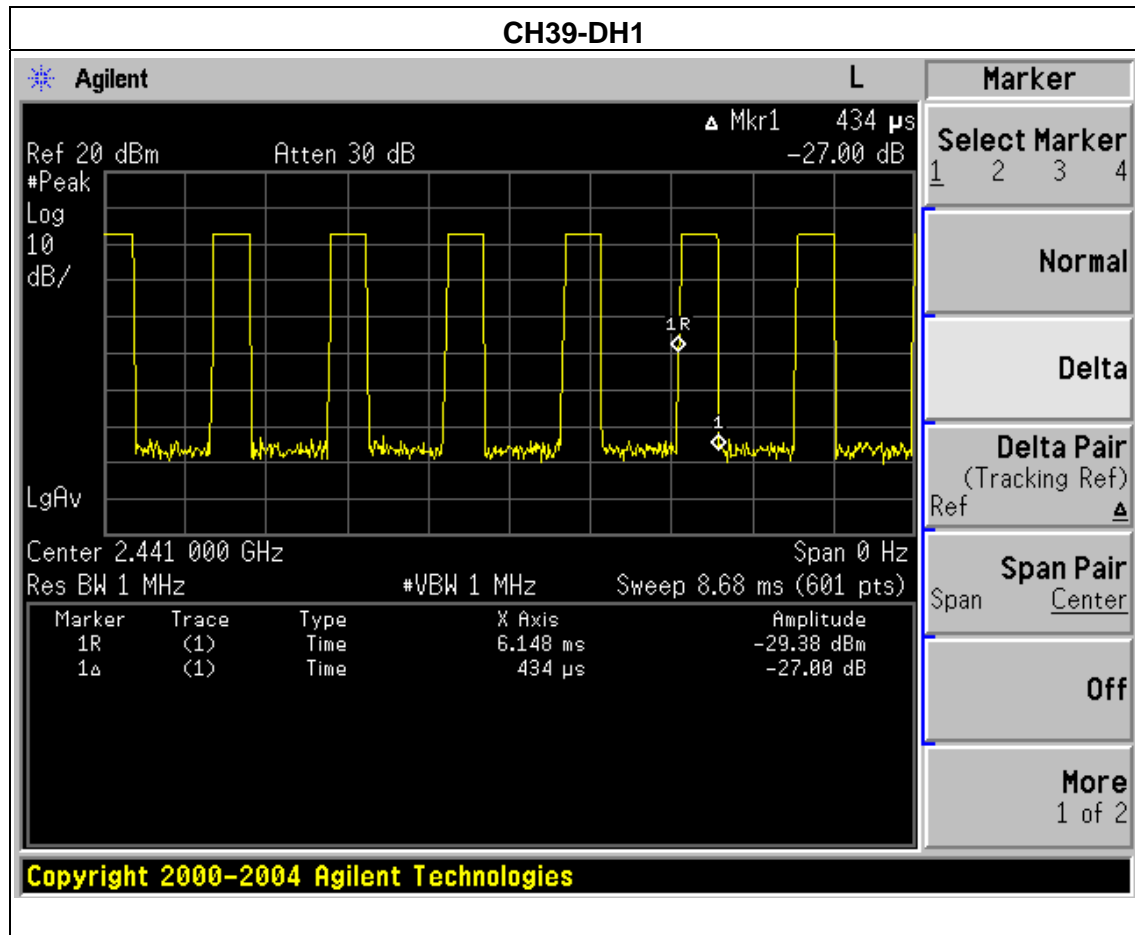 CH39-DH1
Agilent L
Marker
Δ Mkr1 434 µs
Ref 20 dBm Atten 30 dB -27.00 dB
#Peak
Log
10
dB/
1R
1
LgAv
Center 2.441 000 GHz Span 0 Hz
Res BW 1 MHz #VBW 1 MHz Sweep 8.68 ms (601 pts)
Marker Trace Type X Axis Amplitude
1R (1) Time 6.148 ms -29.38 dBm
1Δ (1) Time 434 µs -27.00 dB
Select Marker
1 2 3 4
Normal
Delta
Delta Pair
(Tracking Ref)
Ref Δ
Span Pair
Span Center
Off
More
1 of 2
Copyright 2000-2004 Agilent Technologies